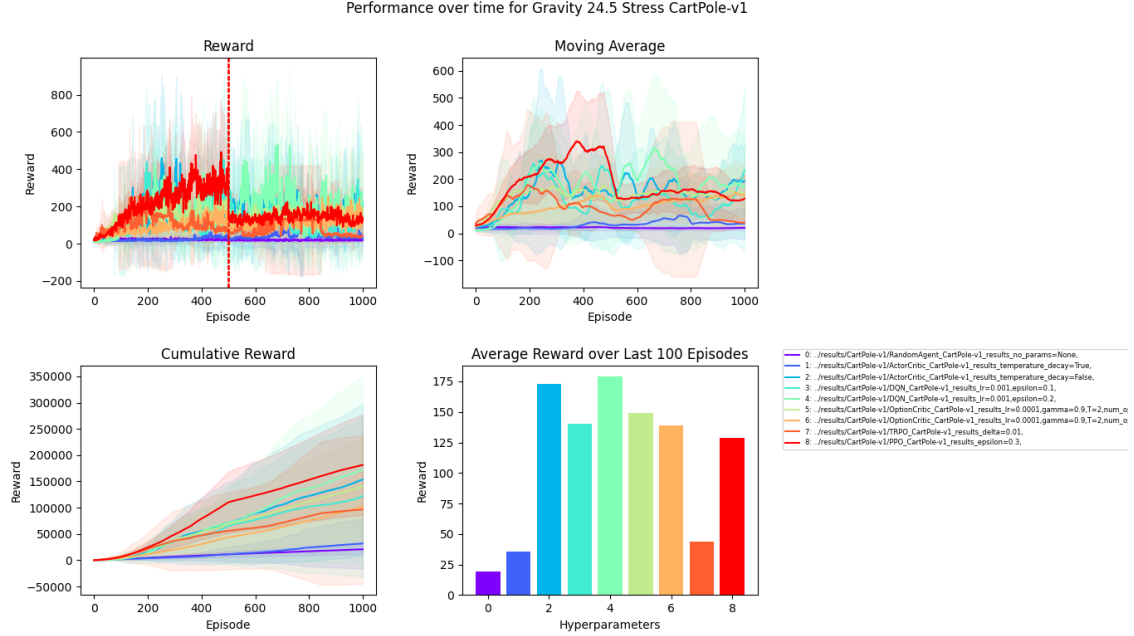 Performance over time for Gravity 24.5 Stress CartPole-v1
Reward
Reward
800
600
400
200
0
−200
0 200 400 600 800 1000
Episode
Moving Average
Reward
600
500
400
300
200
100
0
−100
0 200 400 600 800 1000
Episode
Cumulative Reward
Reward
350000
300000
250000
200000
150000
100000
50000
0
−50000
0 200 400 600 800 1000
Episode
Average Reward over Last 100 Episodes
Reward
175
150
125
100
75
50
25
0
0 2 4 6 8
Hyperparameters
0: ../results/CartPole-v1/RandomAgent_CartPole-v1_results_no_params=None,
1: ../results/CartPole-v1/ActorCritic_CartPole-v1_results_temperature_decay=True,
2: ../results/CartPole-v1/ActorCritic_CartPole-v1_results_temperature_decay=False,
3: ../results/CartPole-v1/DQN_CartPole-v1_results_lr=0.001,epsilon=0.1,
4: ../results/CartPole-v1/DQN_CartPole-v1_results_lr=0.001,epsilon=0.2,
5: ../results/CartPole-v1/OptionCritic_CartPole-v1_results_lr=0.0001,gamma=0.9,T=2,num_op
6: ../results/CartPole-v1/OptionCritic_CartPole-v1_results_lr=0.0001,gamma=0.9,T=2,num_op
7: ../results/CartPole-v1/TRPO_CartPole-v1_results_delta=0.01,
8: ../results/CartPole-v1/PPO_CartPole-v1_results_epsilon=0.3,